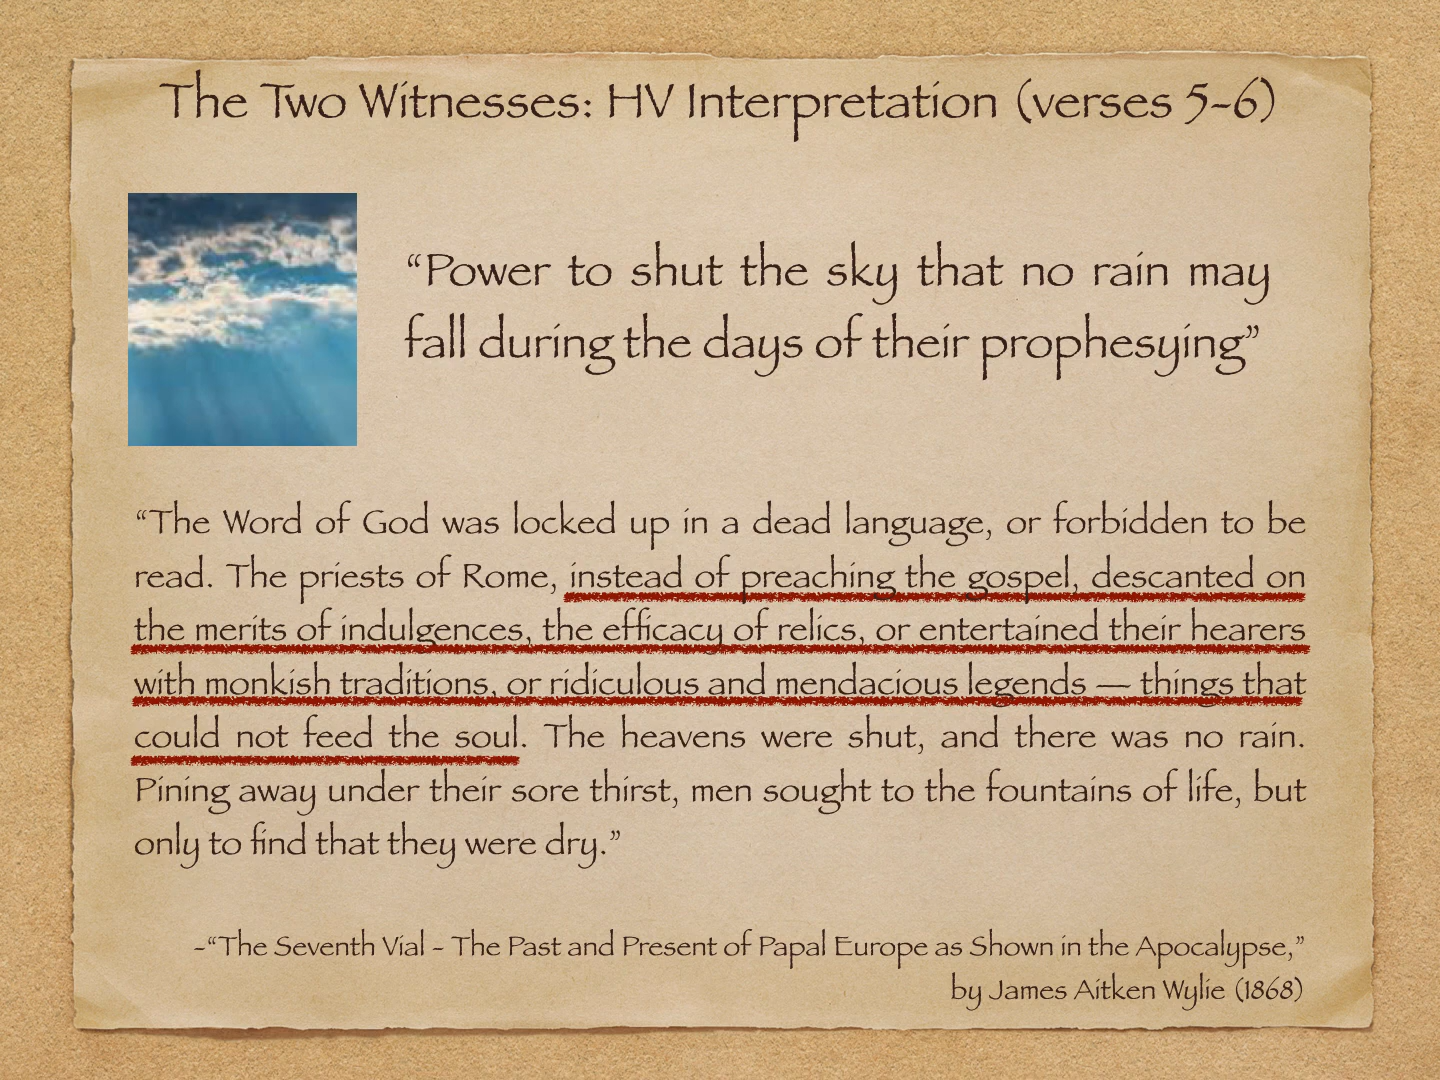 The Two Witnesses: HV Interpretation (verses 5-6)
“Power to shut the sky that no rain may
fall during the days of their prophesying”
“The Word of God was locked up in a dead language, or forbidden to be
read. The priests of Rome, instead of preaching the gospel, descanted on
the merits of indulgences, the efficacy of relics, or entertained their hearers
with monkish traditions, or ridiculous and mendacious legends — things that
could not feed the soul. The heavens were shut, and there was no rain.
Pining away under their sore thirst, men sought to the fountains of life, but
only to find that they were dry.”
-“The Seventh Vial - The Past and Present of Papal Europe as Shown in the Apocalypse,”
by James Aitken Wylie (1868)